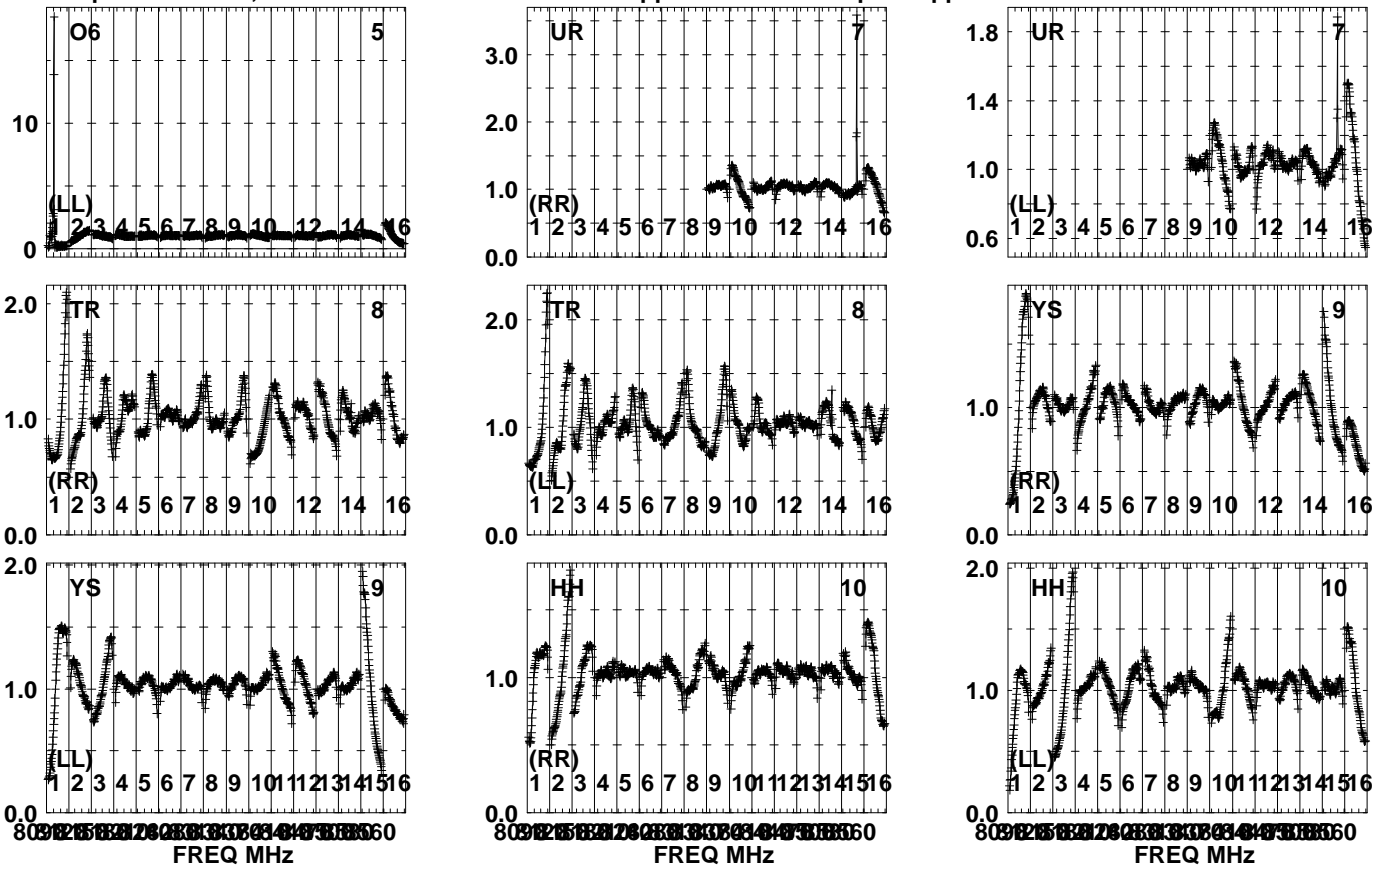 O6 5
10
(LL)
0
2 3 4 5 6 7 8 9 10 12 14 16
UR 7
3.0
2.0
1.0
(RR)
1 2 3 4 5 6 7 8 9 10 12 14 16
0.0
UR 7
1.8
1.4
1.0
(LL)
0.6
1 2 3 4 5 6 7 8 9 10 12 14 16
TR 8
2.0
1.0
(RR)
1 2 3 4 5 6 7 8 9 10 12 14 16
0.0
TR 8
2.0
1.0
(LL)
1 2 3 4 5 6 7 8 9 10 12 14 16
0.0
YS 9
1.0
(RR)
1 2 3 4 5 6 7 8 9 10 12 14 16
0.0
YS 9
2.0
1.0
(LL)
1 2 3 4 5 6 7 8 9 10 11 12 13 14 15 16
0.0
FREQ MHz
HH 10
1.0
(RR)
1 2 3 4 5 6 7 8 9 10 11 12 13 14 15 16
0.0
FREQ MHz
HH 10
2.0
1.0
(LL)
1 2 3 4 5 6 7 8 9 10 11 12 13 14 15 16
0.0
FREQ MHz